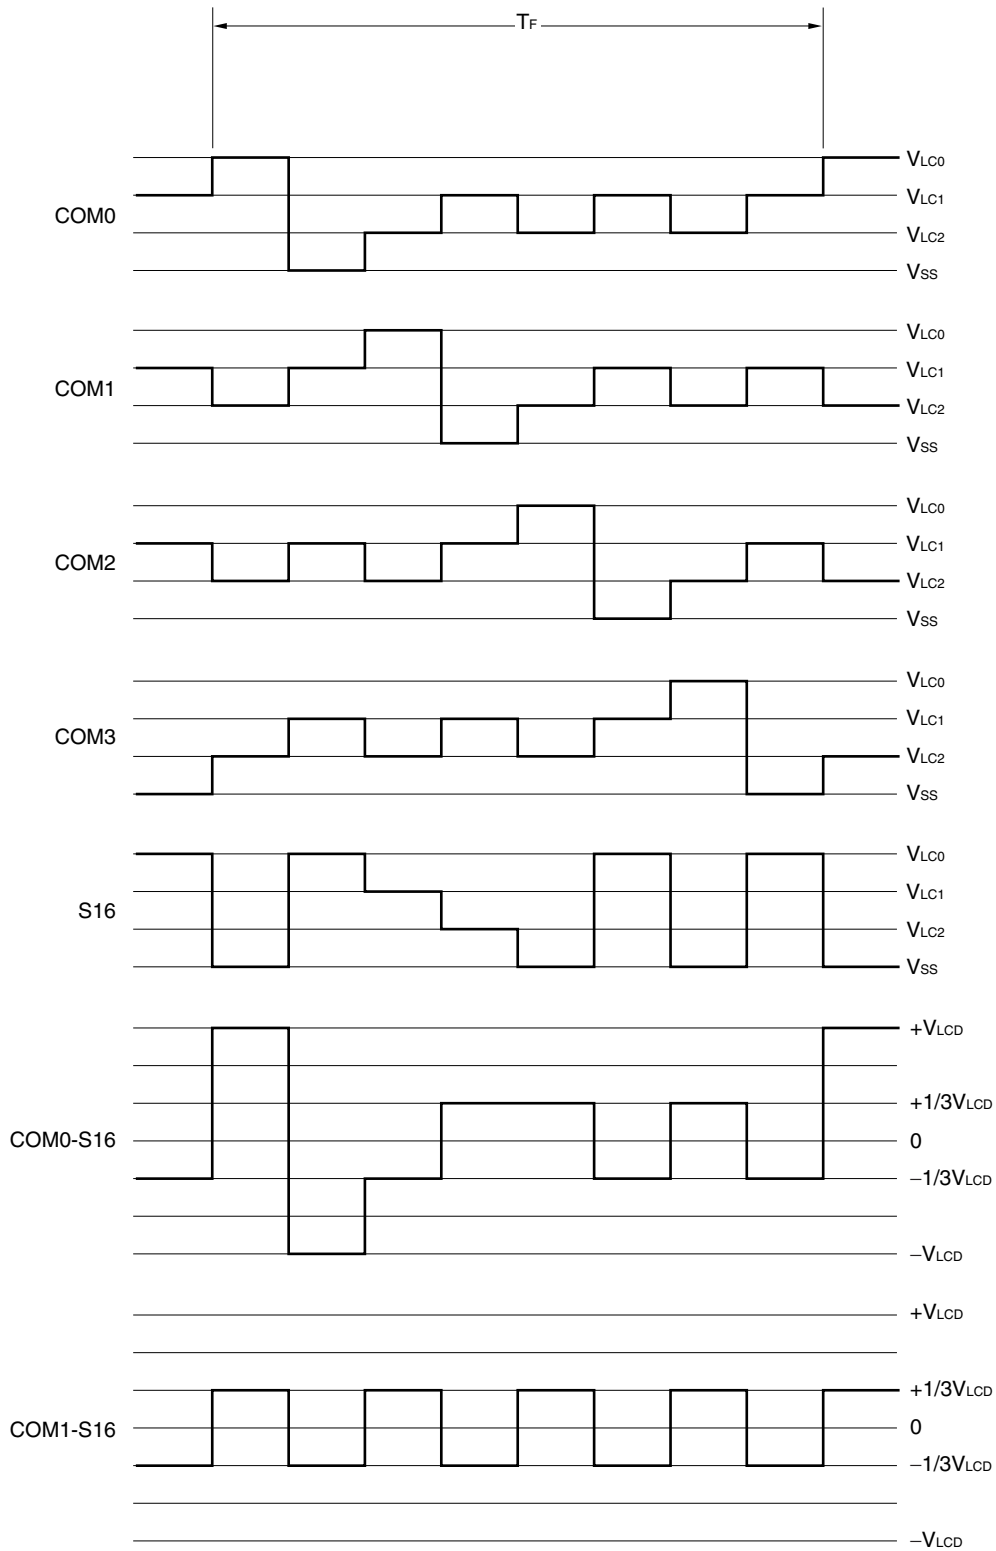 TF
VLC0
VLC1
COM0
VLC2
VSS
VLC0
VLC1
COM1
VLC2
VSS
VLC0
VLC1
COM2
VLC2
VSS
VLC0
VLC1
COM3
VLC2
VSS
VLC0
VLC1
S16
VLC2
VSS
+VLCD
+1/3VLCD
COM0-S16
0
−1/3VLCD
−VLCD
+VLCD
+1/3VLCD
COM1-S16
0
−1/3VLCD
−VLCD